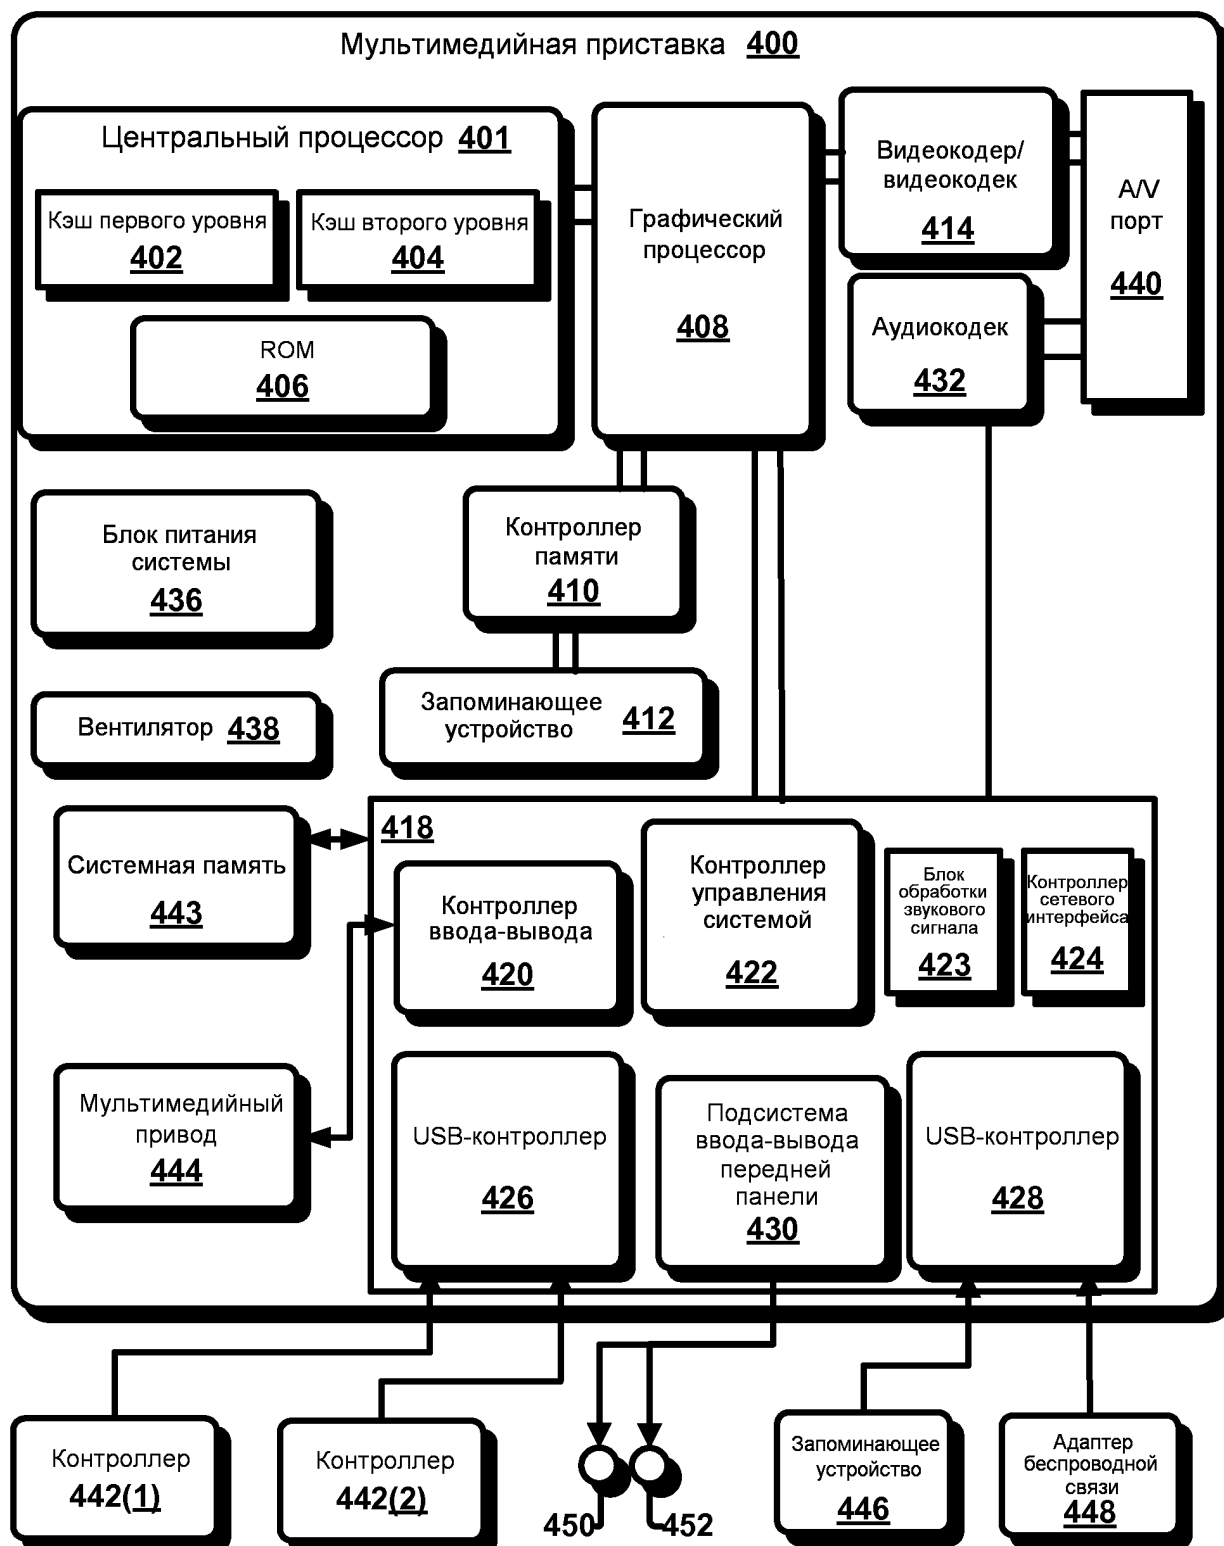 Мультимедийная приставка 400
Центральный процессор 401
Кэш первого уровня
402
Кэш второго уровня
404
ROM
406
Графический
процессор
408
Видеокодер/
видеокодек
414
A/V
порт
440
Аудиокодек
432
Блок питания
системы
436
Контроллер
памяти
410
Вентилятор 438
Запоминающее
устройство 412
Системная память
443
418
Контроллер
ввода-вывода
420
Контроллер
управления
системой
422
Блок
обработки
звукового
сигнала
423
Контроллер
сетевого
интерфейса
424
Мультимедийный
привод
444
USB-контроллер
426
Подсистема
ввода-вывода
передней
панели
430
USB-контроллер
428
Контроллер
442(1)
Контроллер
442(2)
450
452
Запоминающее
устройство
446
Адаптер
беспроводной
связи
448